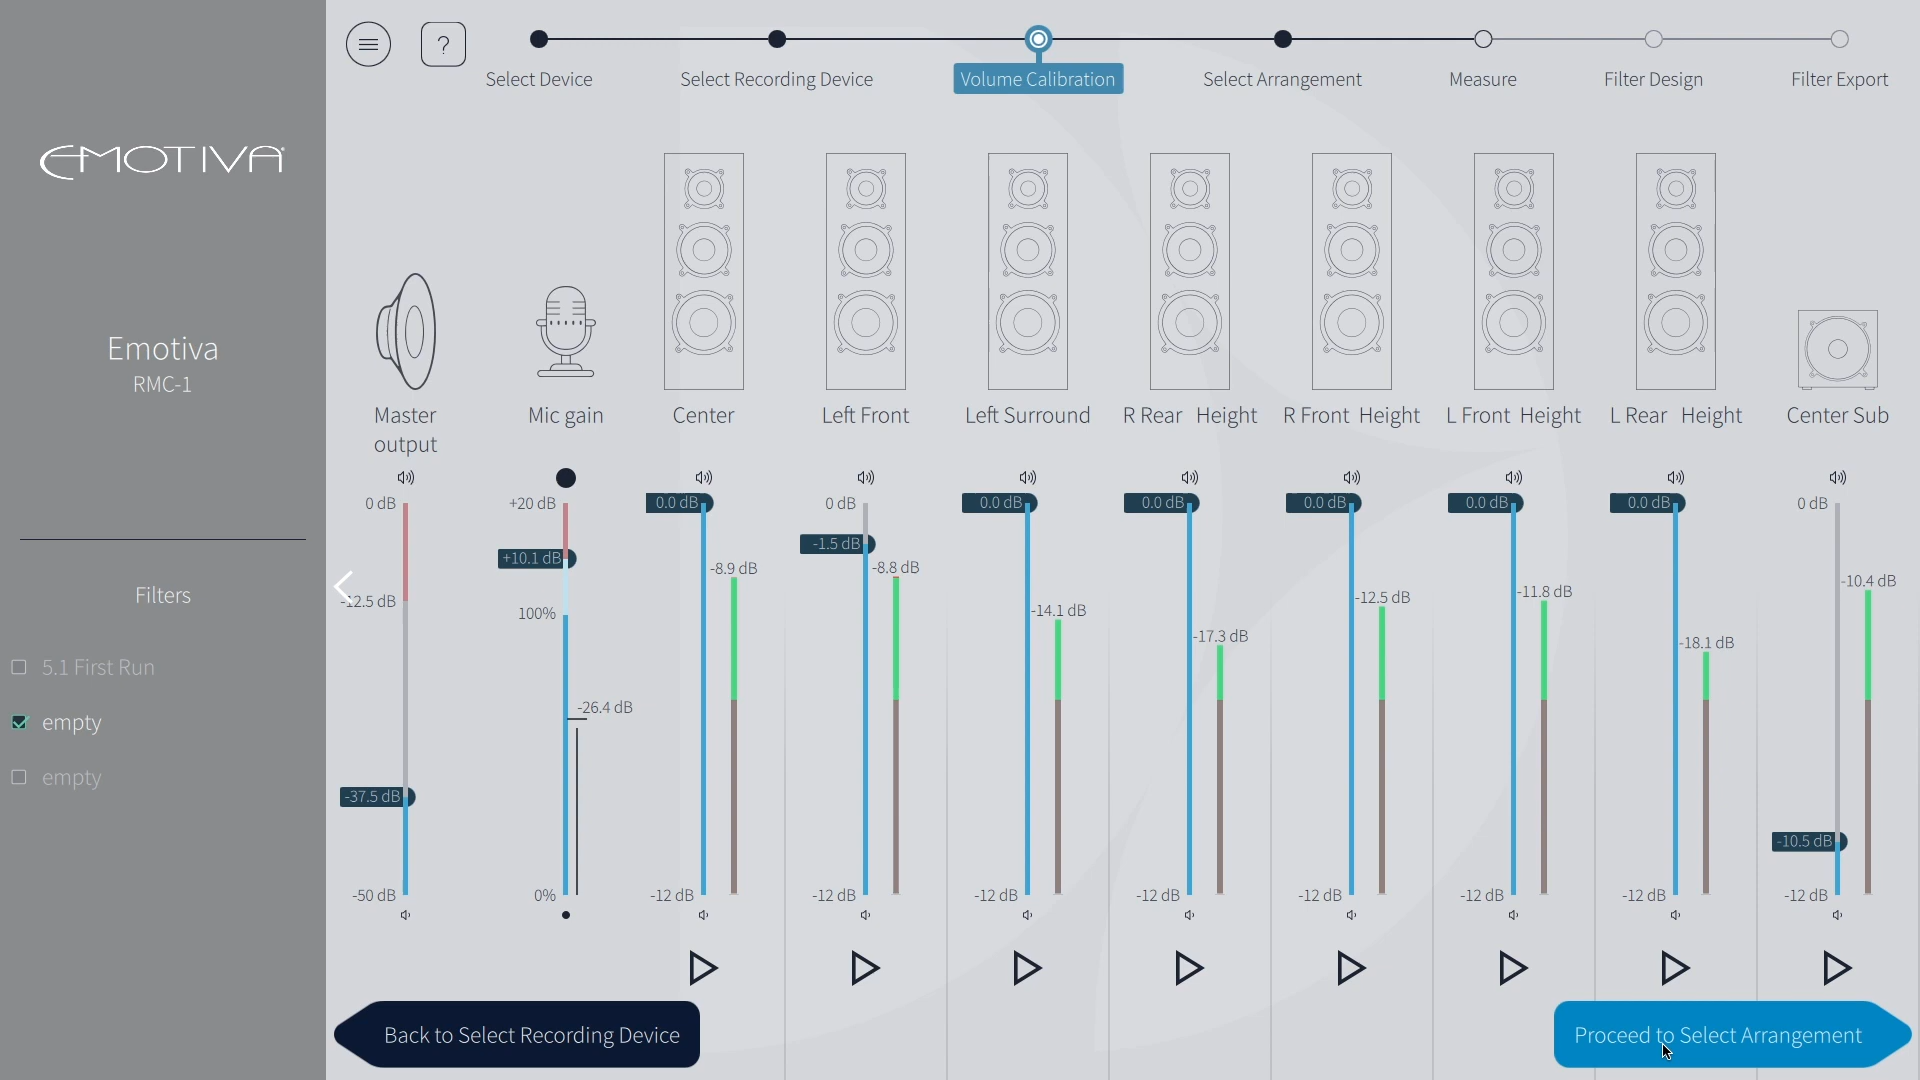 EMOTIVA
Emotiva
RMC-1
Filters
5.1 First Run
empty
empty
?
Select Device
Select Recording Device
Volume Calibration
Select Arrangement
Measure
Filter Design
Filter Export
Master output
Mic gain
Center
Left Front
Left Surround
R Rear Height
R Front Height
L Front Height
L Rear Height
Center Sub
0 dB
-12.5 dB
-37.5 dB
-50 dB
+20 dB
+10.1 dB
100%
-26.4 dB
0%
0.0 dB
-8.9 dB
-12 dB
0 dB
-1.5 dB
-8.8 dB
-12 dB
0.0 dB
-14.1 dB
-12 dB
0.0 dB
-17.3 dB
-12 dB
0.0 dB
-12.5 dB
-12 dB
0.0 dB
-11.8 dB
-12 dB
0.0 dB
-18.1 dB
-12 dB
0 dB
-10.4 dB
-10.5 dB
-12 dB
Back to Select Recording Device
Proceed to Select Arrangement